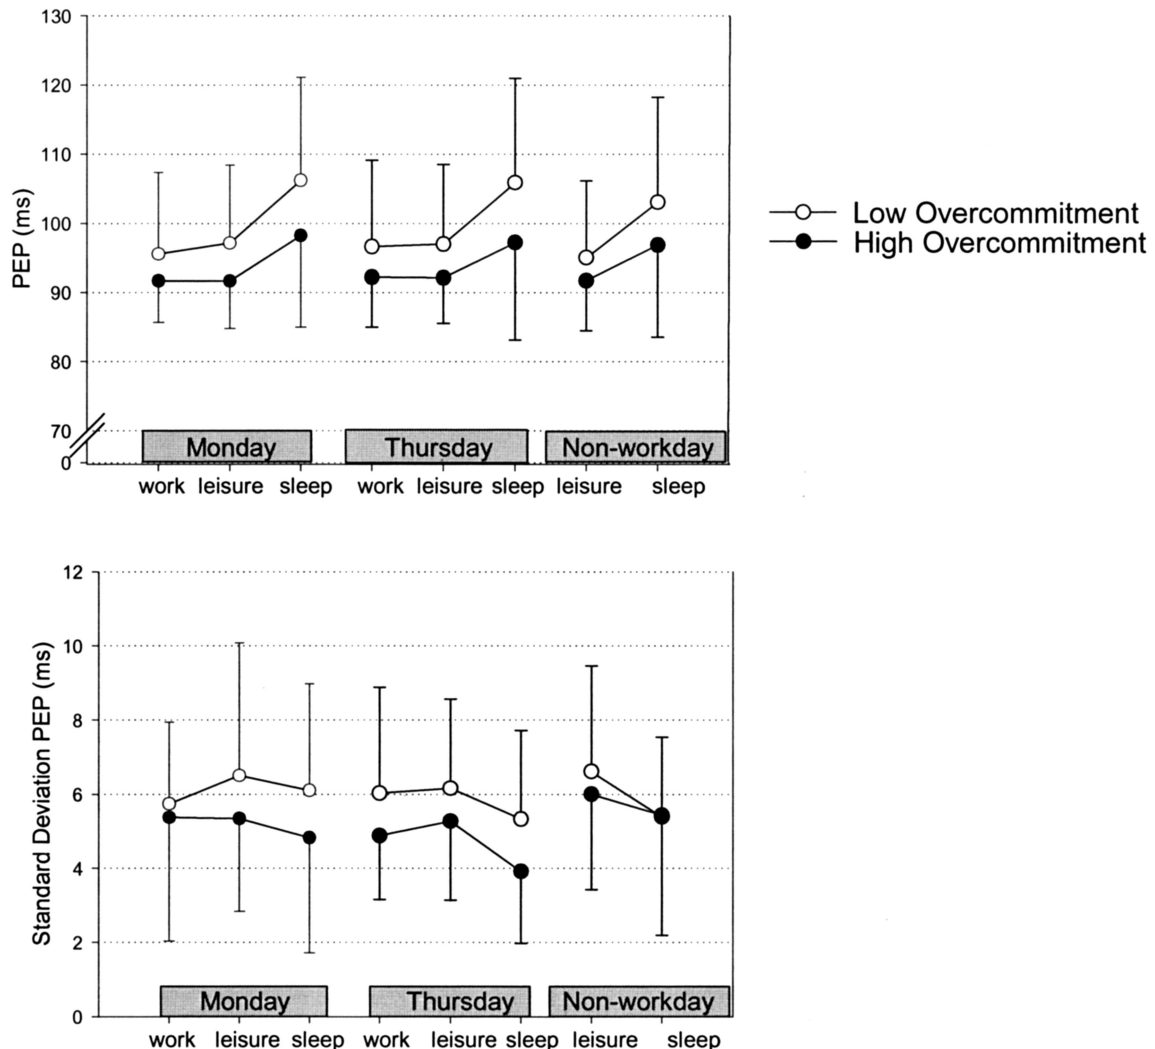 130
120
110
100
90
80
70
0
PEP (ms)
Monday Thursday Non-workday
work leisure sleep work leisure sleep leisure sleep
Low Overcommitment
High Overcommitment
12
10
8
6
4
2
0
Standard Deviation PEP (ms)
Monday Thursday Non-workday
work leisure sleep work leisure sleep leisure sleep